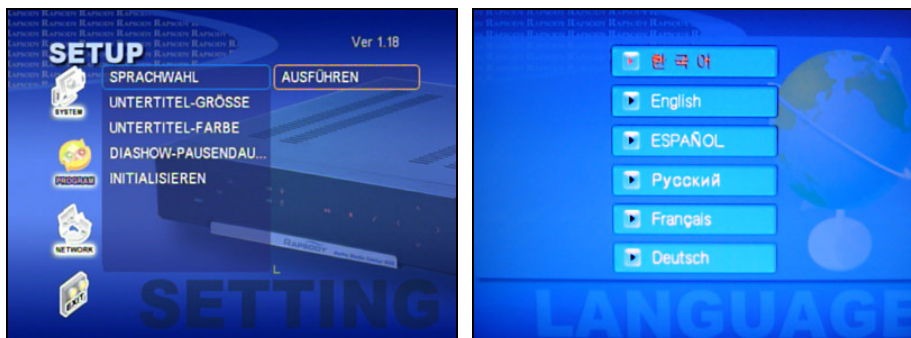 SETUP
Ver 1.18
SPRACHWAHL
AUSFÜHREN
UNTERTITEL-GRÖSSE
UNTERTITEL-FARBE
DIASHOW-PAUSENDAU...
INITIALISIEREN
SYSTEM
PROGRAM
NETWORK
EXIT
RAPSODY
SETTING
한국어
English
ESPAÑOL
Русский
Français
Deutsch
LANGUAGE